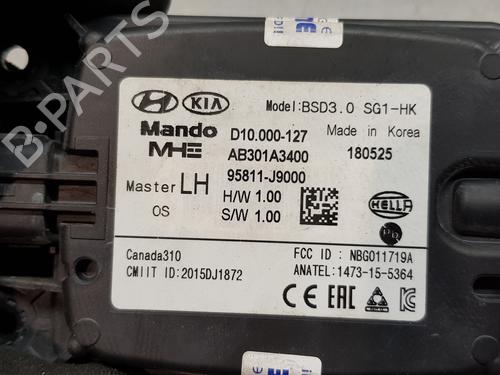 HYUNDAI KIA Model:BSD3.0 SG1-HK
Mando D10.000-127 Made in Korea
MHE AB301A3400 180525
Master LH 95811-J9000
OS H/W 1.00
S/W 1.00
HELLA
Canada310 FCC ID : NBG011719A
CMIIT ID:2015DJ1872 ANATEL:1473-15-5364
CE EAC
B-PARTS